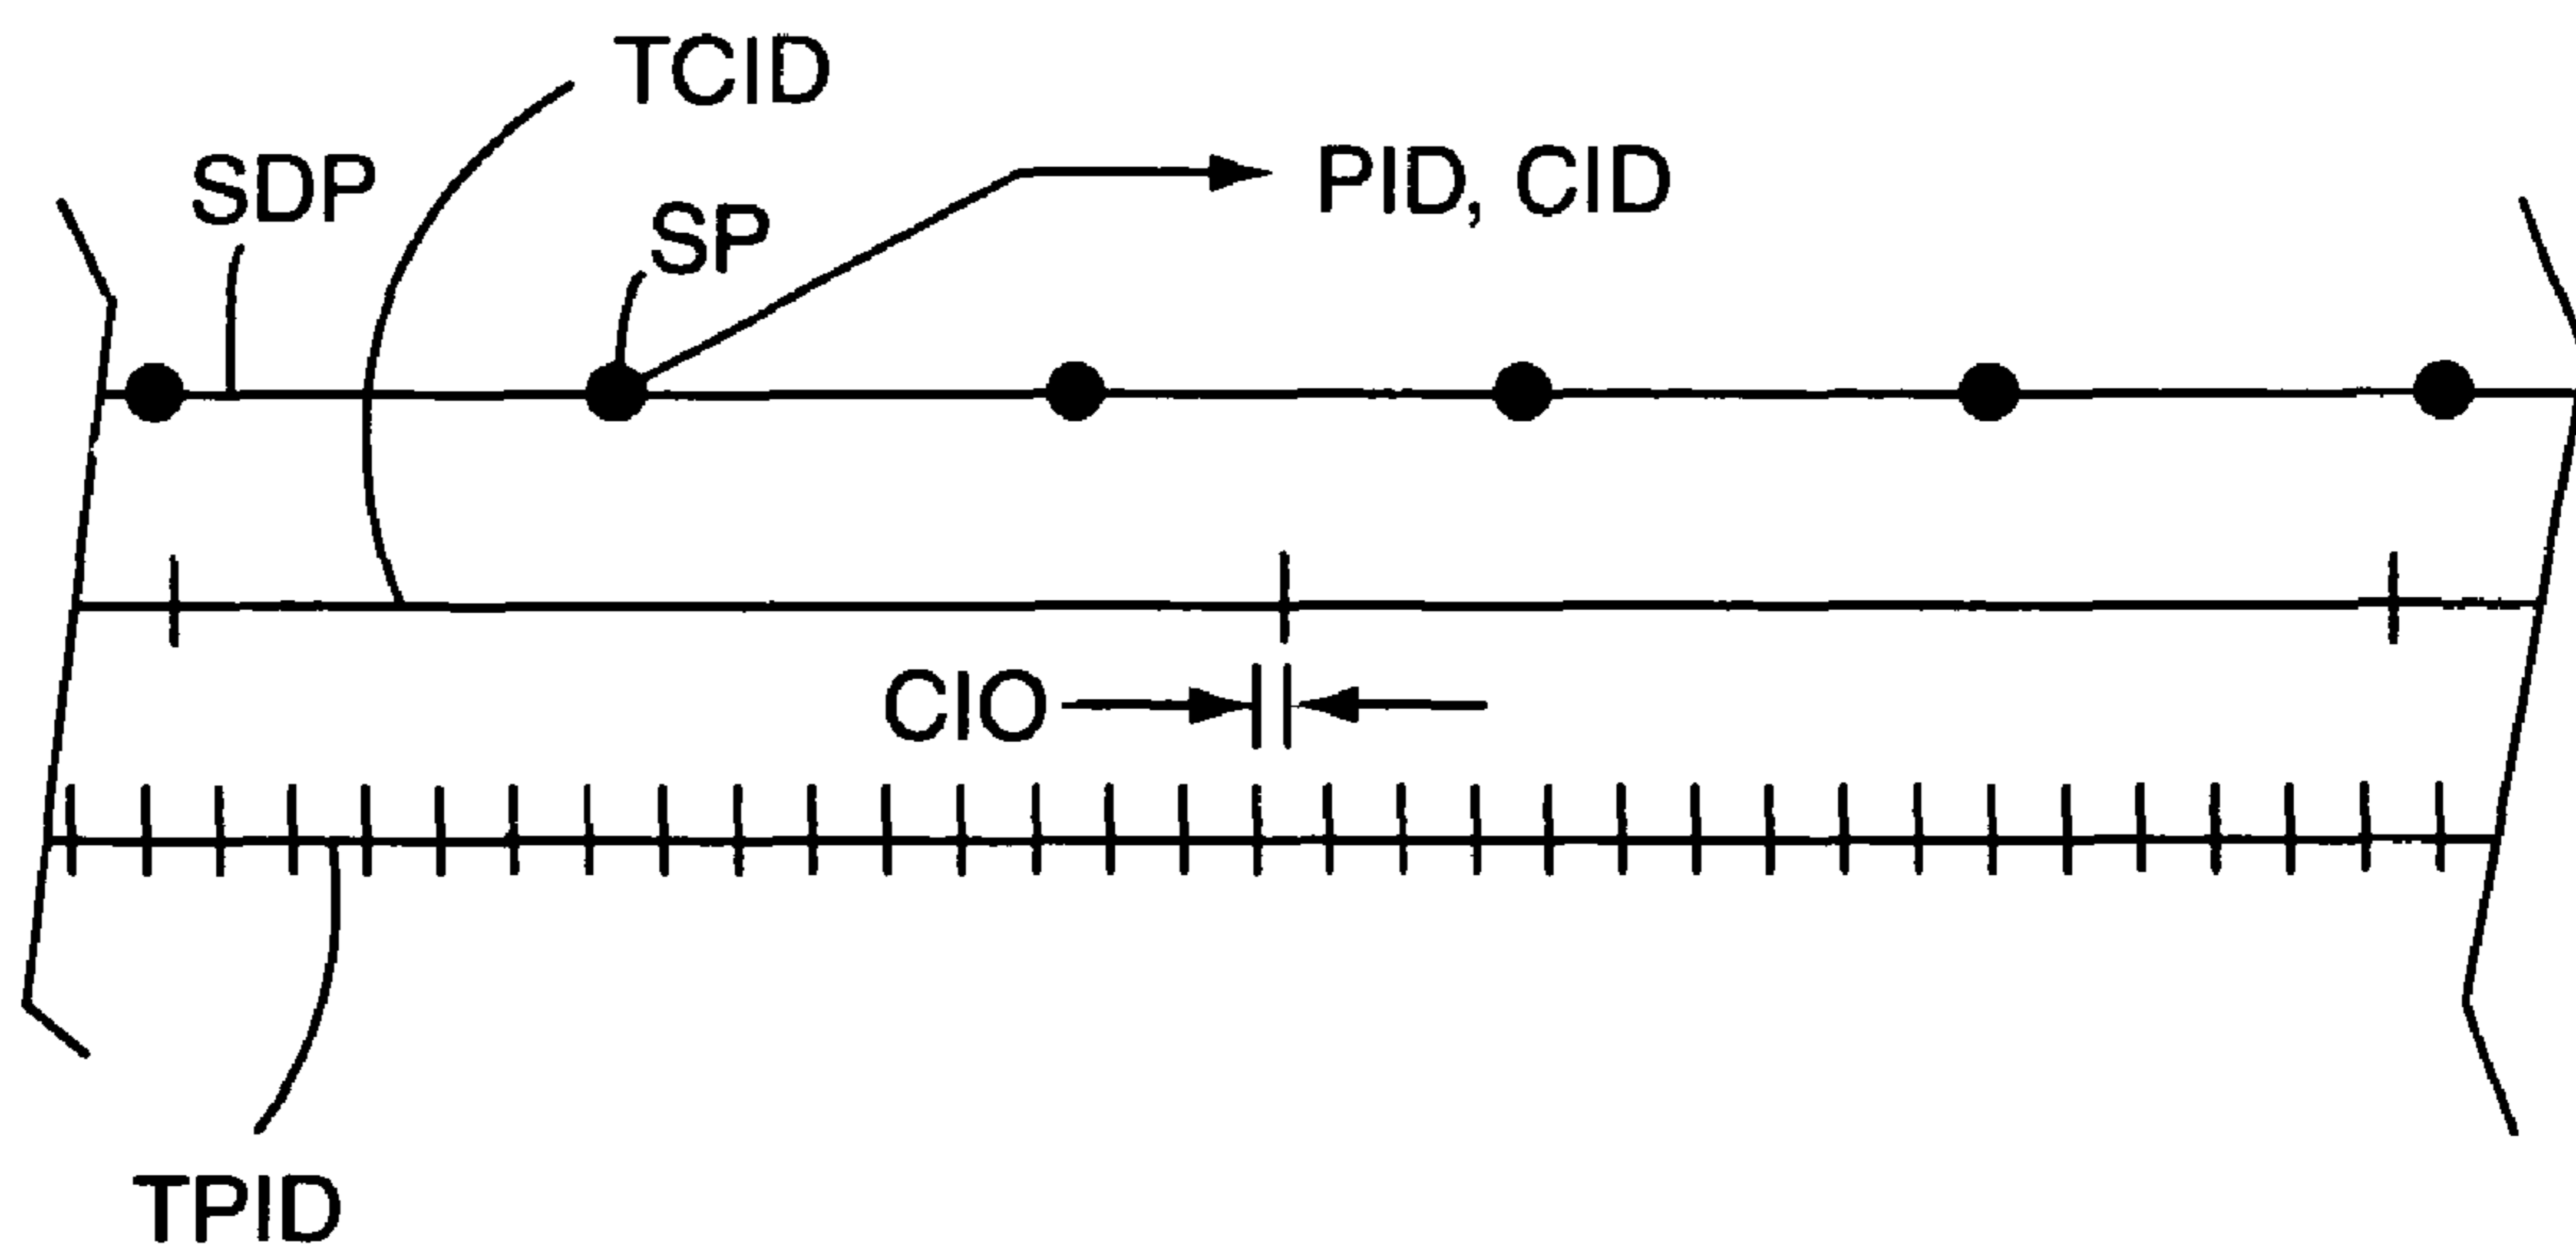 TCID
SDP
SP
PID, CID
CIO
TPID